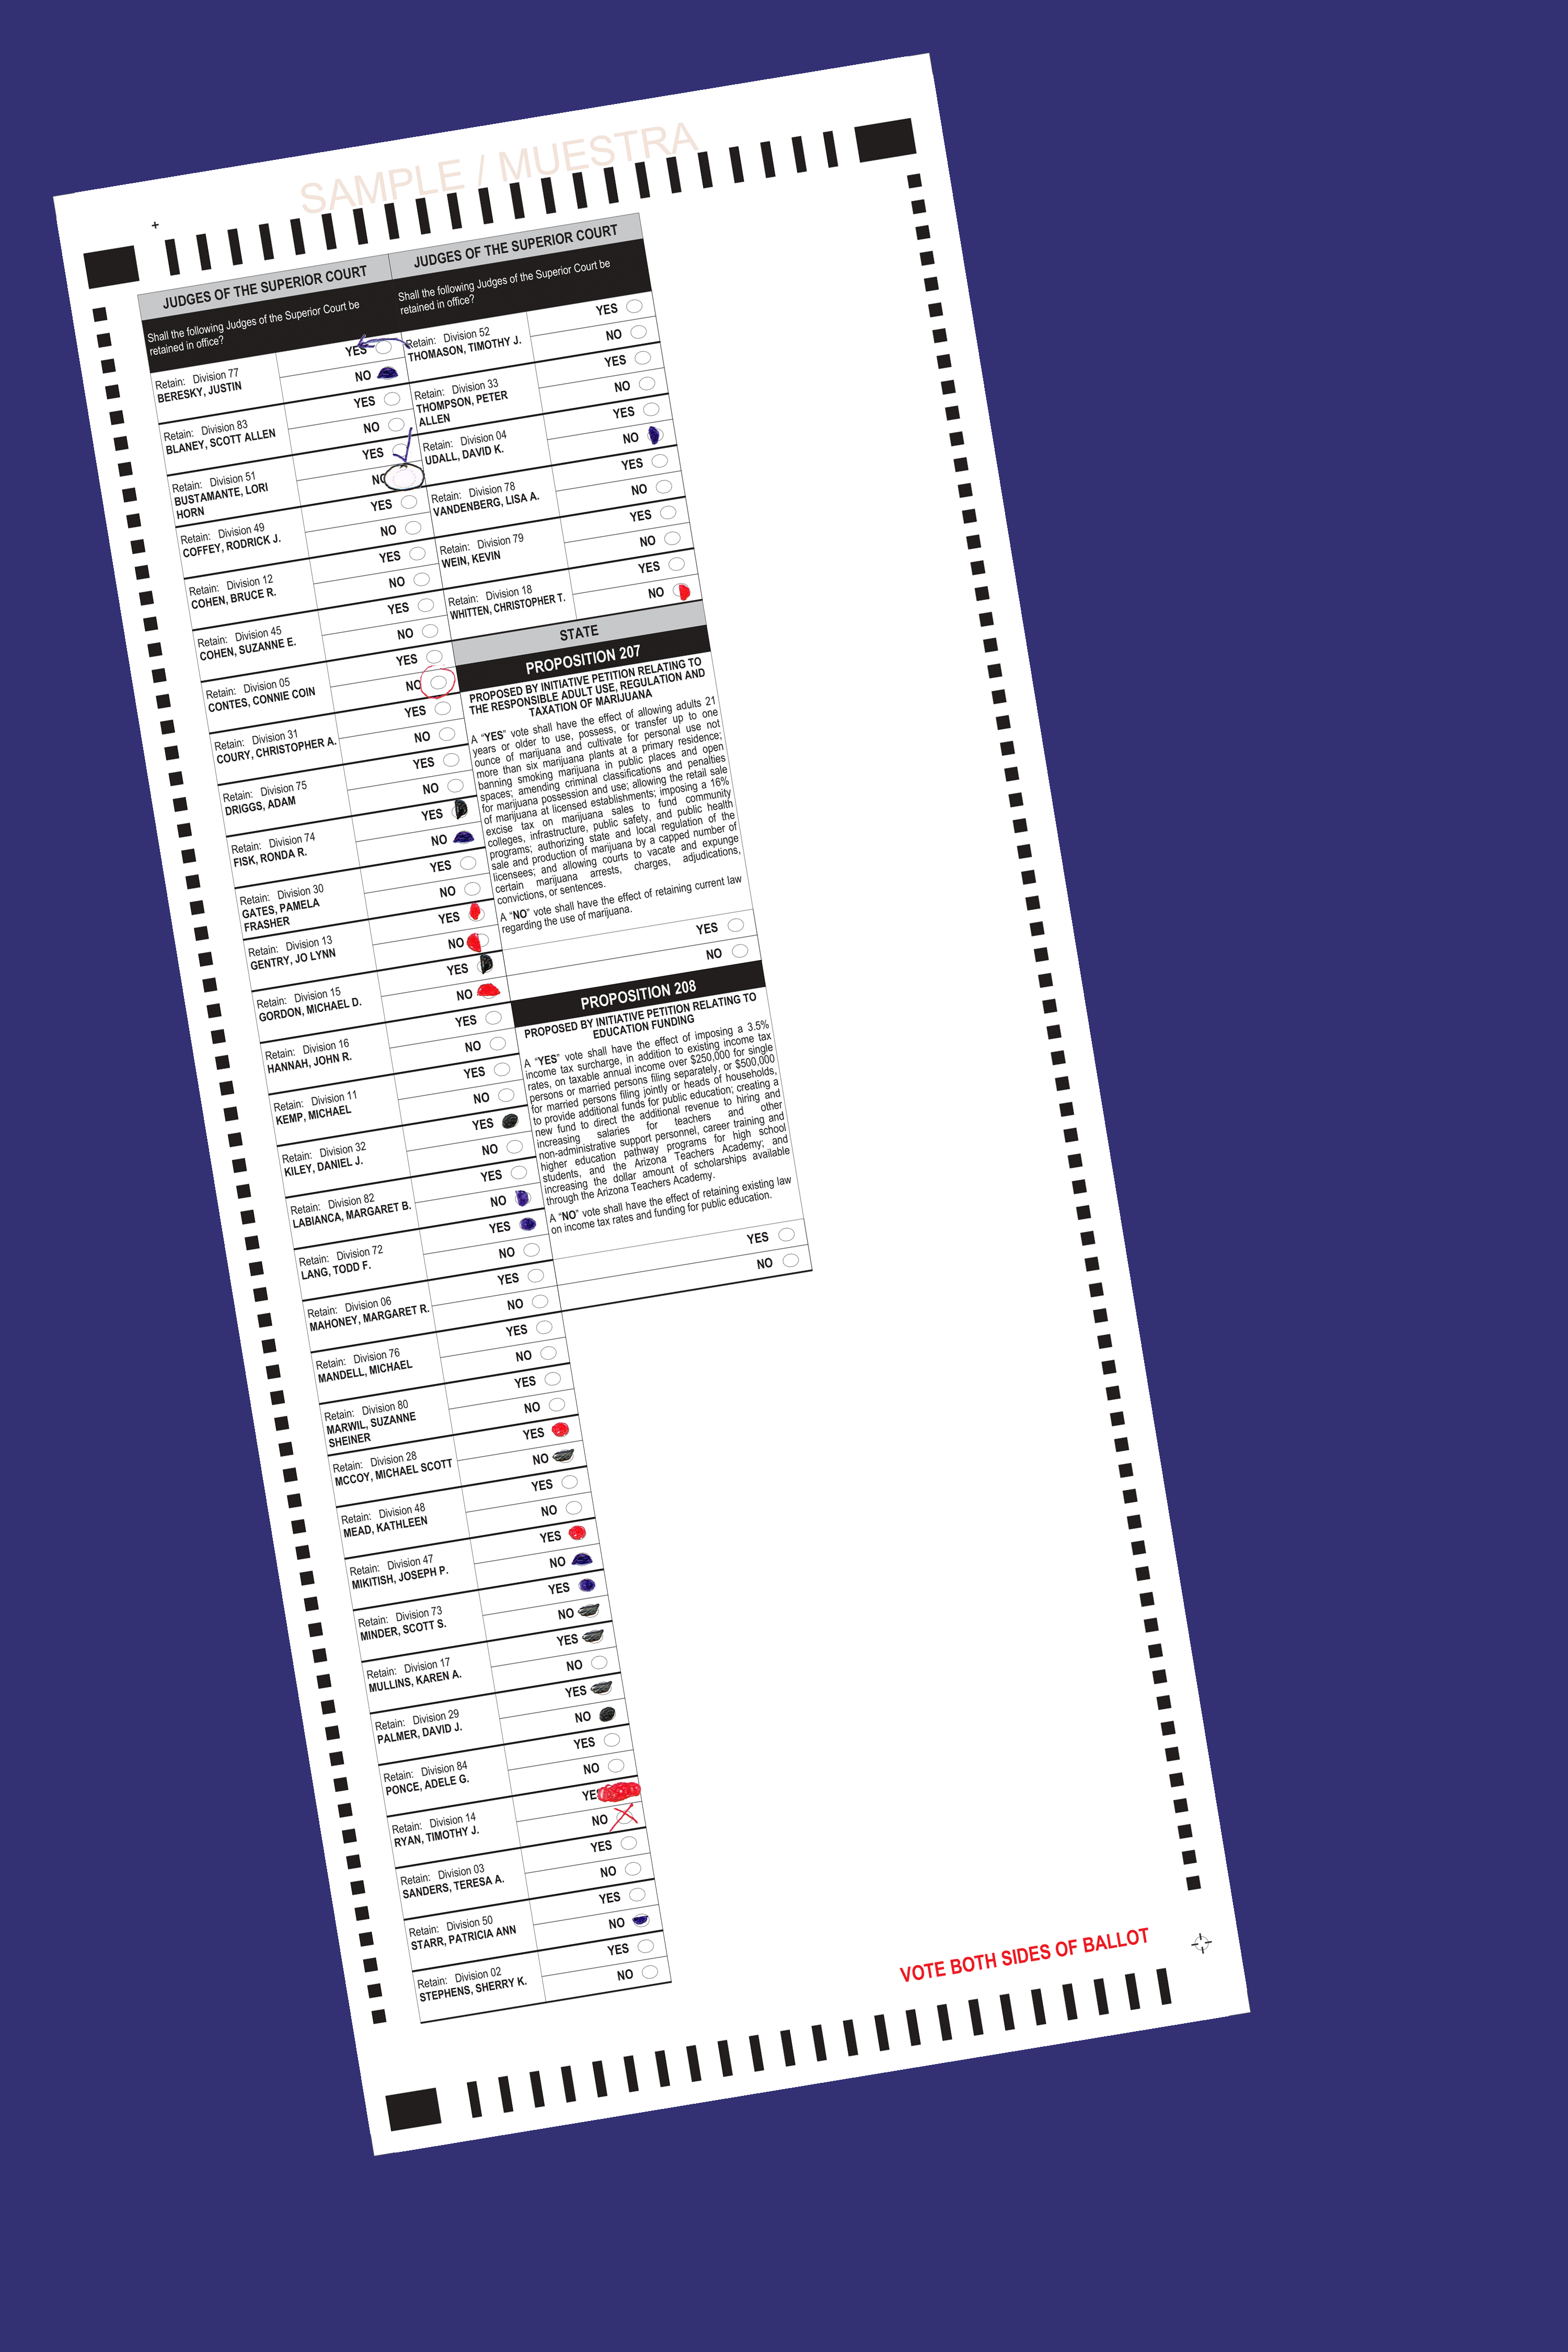 SAMPLE / MUESTRA
JUDGES OF THE SUPERIOR COURT
Shall the following Judges of the Superior Court be
retained in office?
Retain: Division 77
BERESKY, JUSTIN
YES
NO
Retain: Division 83
BLANEY, SCOTT ALLEN
YES
NO
Retain: Division 51
BUSTAMANTE, LORI
HORN
YES
NO
Retain: Division 49
COFFEY, RODRICK J.
YES
NO
Retain: Division 12
COHEN, BRUCE R.
YES
NO
Retain: Division 45
COHEN, SUZANNE E.
YES
NO
Retain: Division 05
CONTES, CONNIE COIN
YES
NO
Retain: Division 31
COURY, CHRISTOPHER A.
YES
NO
Retain: Division 75
DRIGGS, ADAM
YES
NO
Retain: Division 74
FISK, RONDA R.
YES
NO
Retain: Division 30
GATES, PAMELA
FRASHER
YES
NO
Retain: Division 13
GENTRY, JO LYNN
YES
NO
Retain: Division 15
GORDON, MICHAEL D.
YES
NO
Retain: Division 16
HANNAH, JOHN R.
YES
NO
Retain: Division 11
KEMP, MICHAEL
YES
NO
Retain: Division 32
KILEY, DANIEL J.
YES
NO
Retain: Division 82
LABIANCA, MARGARET B.
YES
NO
Retain: Division 72
LANG, TODD F.
YES
NO
Retain: Division 06
MAHONEY, MARGARET R.
YES
NO
Retain: Division 76
MANDELL, MICHAEL
YES
NO
Retain: Division 80
MARWIL, SUZANNE
SHEINER
YES
NO
Retain: Division 28
MCCOY, MICHAEL SCOTT
YES
NO
Retain: Division 48
MEAD, KATHLEEN
YES
NO
Retain: Division 47
MIKITISH, JOSEPH P.
YES
NO
Retain: Division 73
MINDER, SCOTT S.
YES
NO
Retain: Division 17
MULLINS, KAREN A.
YES
NO
Retain: Division 29
PALMER, DAVID J.
YES
NO
Retain: Division 84
PONCE, ADELE G.
YES
NO
Retain: Division 14
RYAN, TIMOTHY J.
YES
NO
Retain: Division 03
SANDERS, TERESA A.
YES
NO
Retain: Division 50
STARR, PATRICIA ANN
YES
NO
Retain: Division 02
STEPHENS, SHERRY K.
YES
NO
JUDGES OF THE SUPERIOR COURT
Shall the following Judges of the Superior Court be
retained in office?
Retain: Division 52
THOMASON, TIMOTHY J.
YES
NO
Retain: Division 33
THOMPSON, PETER
ALLEN
YES
NO
Retain: Division 04
UDALL, DAVID K.
YES
NO
Retain: Division 78
VANDENBERG, LISA A.
YES
NO
Retain: Division 79
WEIN, KEVIN
YES
NO
Retain: Division 18
WHITTEN, CHRISTOPHER T.
YES
NO
STATE
PROPOSITION 207
PROPOSED BY INITIATIVE PETITION RELATING TO
THE RESPONSIBLE ADULT USE, REGULATION AND
TAXATION OF MARIJUANA
A “YES” vote shall have the effect of allowing adults 21
years or older to use, possess, or transfer up to one
ounce of marijuana and cultivate for personal use not
more than six marijuana plants at a primary residence;
banning smoking marijuana in public places and open
spaces; amending criminal classifications and penalties
for marijuana possession and use; allowing the retail sale
of marijuana at licensed establishments; imposing a 16%
excise tax on marijuana sales to fund community
colleges, infrastructure, public safety, and public health
programs; authorizing state and local regulation of the
sale and production of marijuana by a capped number of
licensees; and allowing courts to vacate and expunge
certain marijuana arrests, charges, adjudications,
convictions, or sentences.
A “NO” vote shall have the effect of retaining current law
regarding the use of marijuana.
YES
NO
PROPOSITION 208
PROPOSED BY INITIATIVE PETITION RELATING TO
EDUCATION FUNDING
A “YES” vote shall have the effect of imposing a 3.5%
income tax surcharge, in addition to existing income tax
rates, on taxable annual income over $250,000 for single
persons or married persons filing separately, or $500,000
for married persons filing jointly or heads of households,
to provide additional funds for public education; creating a
new fund to direct the additional revenue to hiring and
increasing salaries for teachers and other
non-administrative support personnel, career training and
higher education pathway programs for high school
students, and the Arizona Teachers Academy; and
increasing the dollar amount of scholarships available
through the Arizona Teachers Academy.
A “NO” vote shall have the effect of retaining existing law
on income tax rates and funding for public education.
YES
NO
VOTE BOTH SIDES OF BALLOT